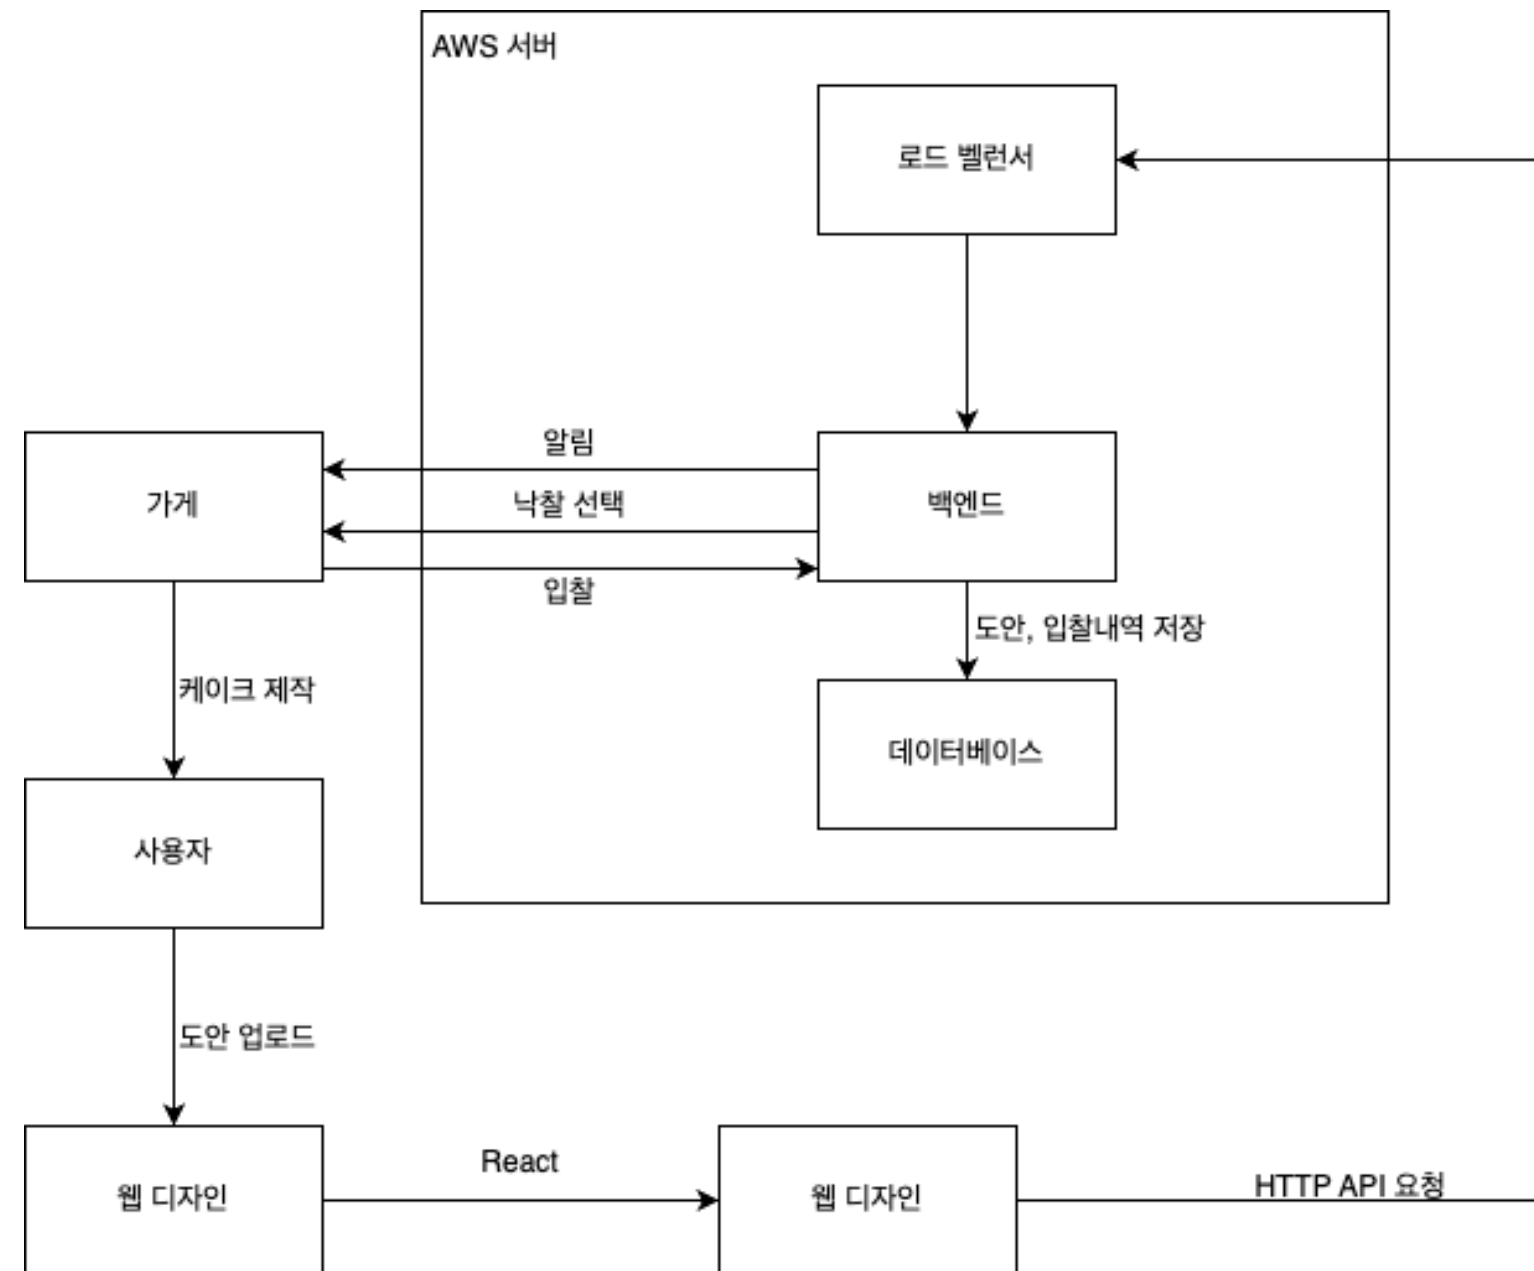 AWS 서버
로드 벨런서
알림
가게
낙찰 선택
백엔드
입찰
도안, 입찰내역 저장
케이크 제작
데이터베이스
사용자
도안 업로드
React
웹 디자인
웹 디자인
HTTP API 요청